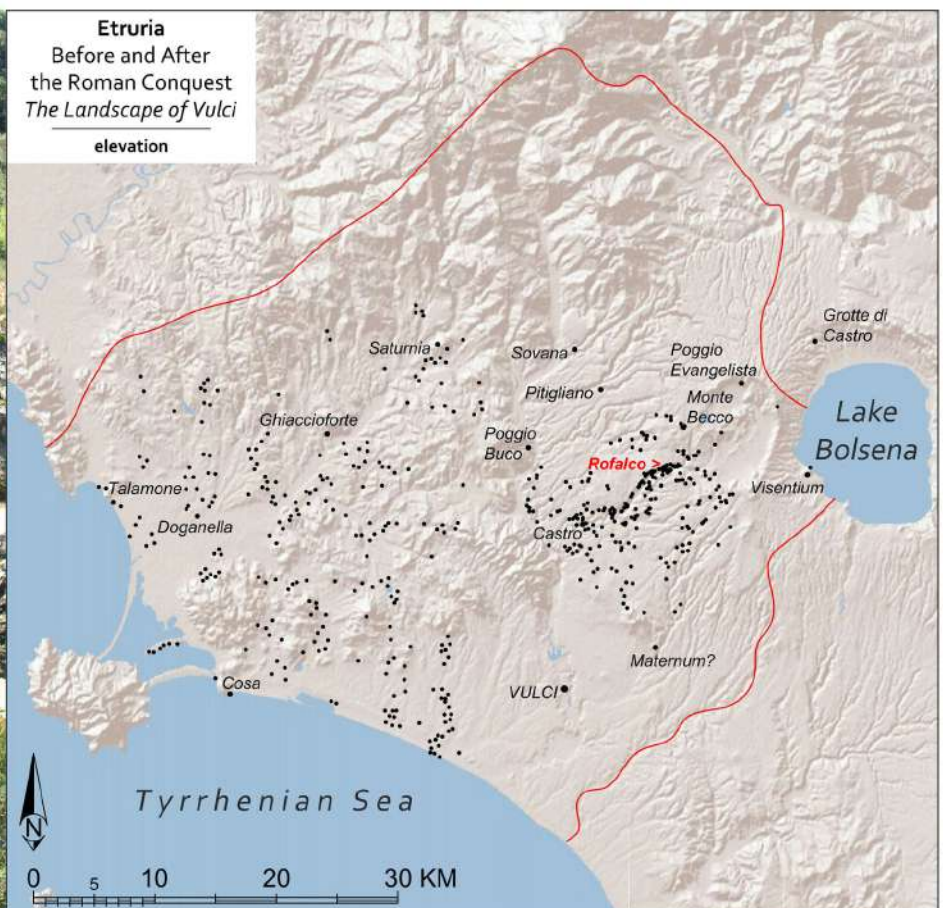 Etruria
Before and After
the Roman Conquest
The Landscape of Vulci
elevation
Grotte di
Castro
Saturnia
Sovana
Poggio
Evangelista
Pitigliano
Monte
Becco
Lake
Bolsena
Ghiaccioforte
Poggio
Buco
Rofalco >
Visentium
Talamone
Doganella
Castro
Maternum?
Cosa
VULCI
Tyrrhenian Sea
N
0 5 10 20 30 KM